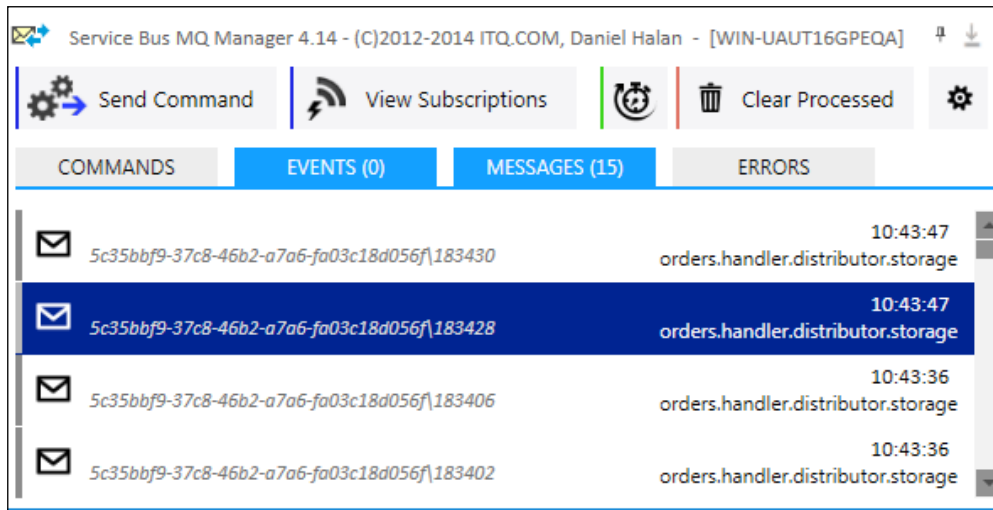 Service Bus MQ Manager 4.14 - (C)2012-2014 ITQ.COM, Daniel Halan - [WIN-UAUT16GPEQA]
Send Command View Subscriptions Clear Processed
COMMANDS EVENTS (0) MESSAGES (15) ERRORS
10:43:47
5c35bbf9-37c8-46b2-a7a6-fa03c18d056f\183430 orders.handler.distributor.storage
10:43:47
5c35bbf9-37c8-46b2-a7a6-fa03c18d056f\183428 orders.handler.distributor.storage
10:43:36
5c35bbf9-37c8-46b2-a7a6-fa03c18d056f\183406 orders.handler.distributor.storage
10:43:36
5c35bbf9-37c8-46b2-a7a6-fa03c18d056f\183402 orders.handler.distributor.storage